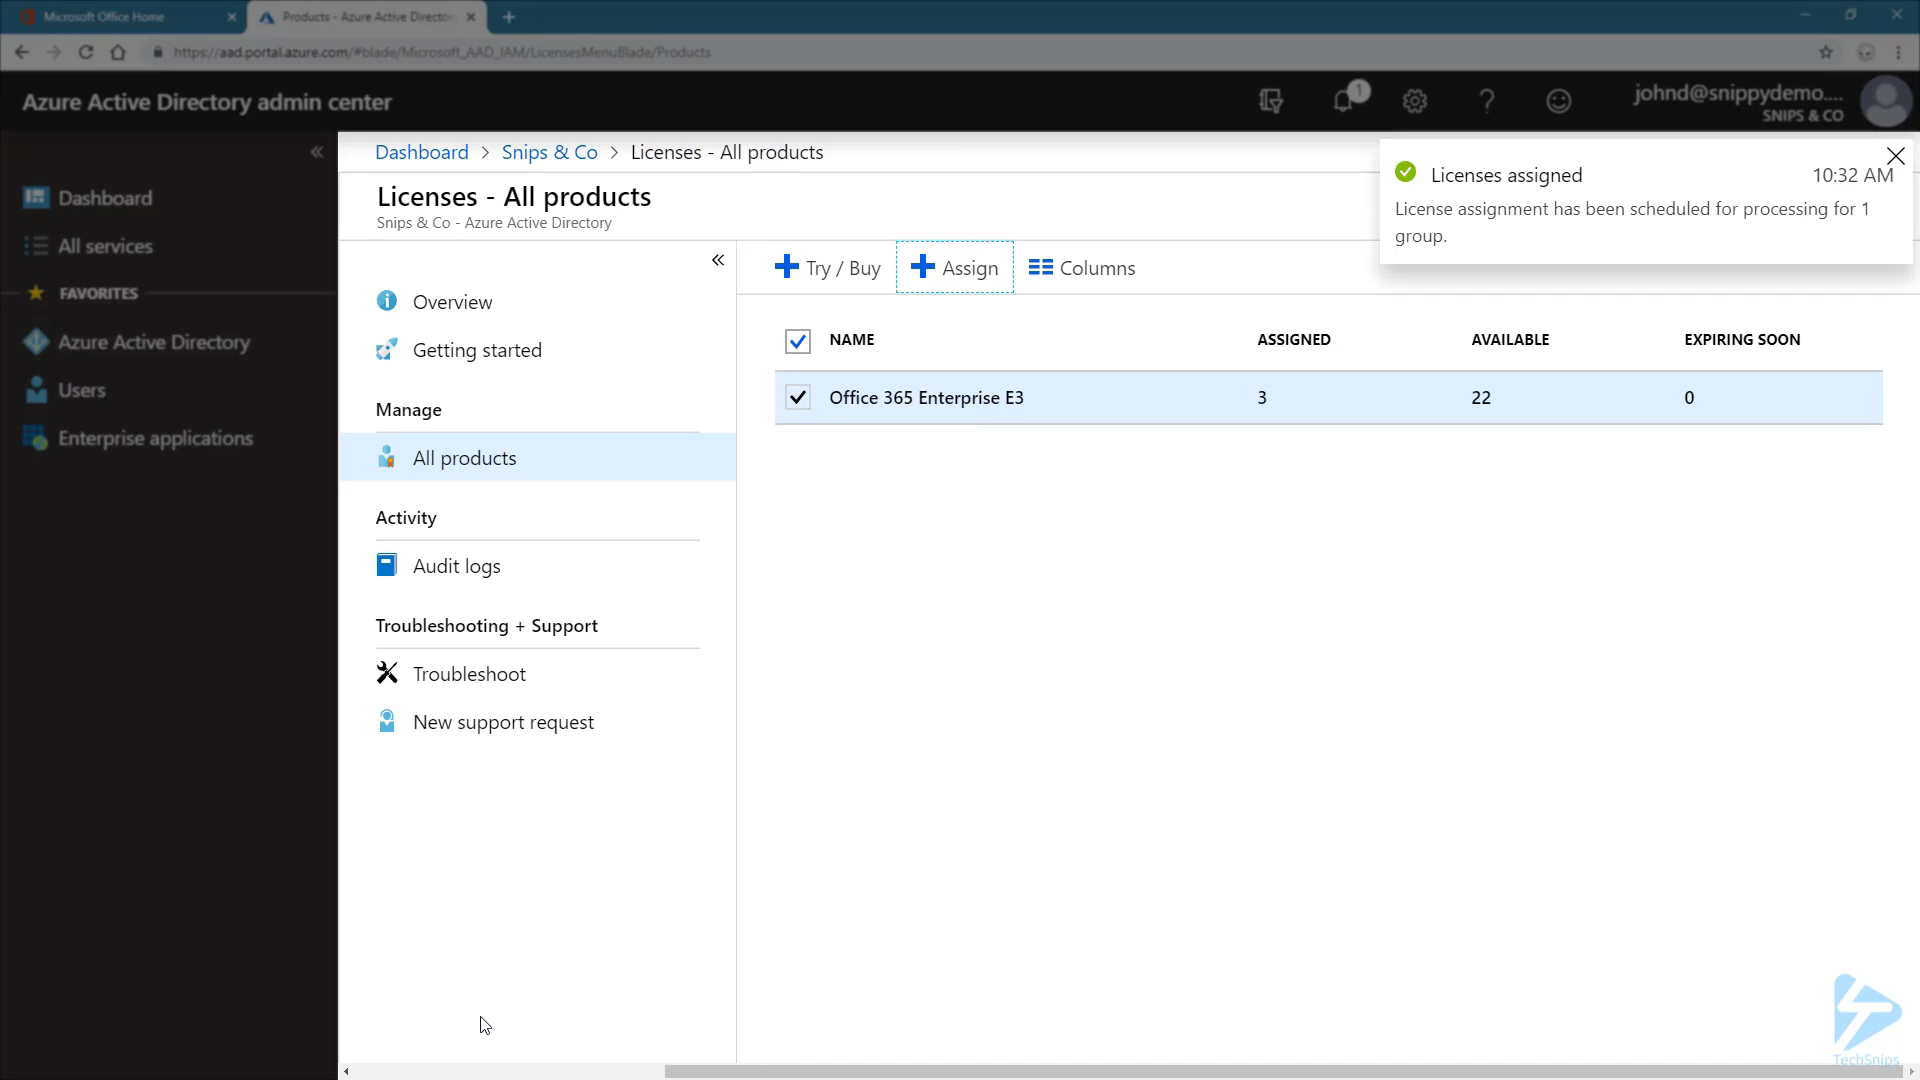 Microsoft Office Home
Products - Azure Active Director
https://aad.portal.azure.com/#blade/Microsoft_AAD_IAM/LicensesMenuBlade/Products
Azure Active Directory admin center
1
johnd@snippydemo....
SNIPS & CO
Dashboard
All services
FAVORITES
Azure Active Directory
Users
Enterprise applications
Dashboard > Snips & Co > Licenses - All products
Licenses - All products
Snips & Co - Azure Active Directory
Licenses assigned 10:32 AM
License assignment has been scheduled for processing for 1
group.
Overview
Getting started
Manage
All products
Activity
Audit logs
Troubleshooting + Support
Troubleshoot
New support request
Try / Buy Assign Columns
NAME ASSIGNED AVAILABLE EXPIRING SOON
Office 365 Enterprise E3 3 22 0
TechSnips